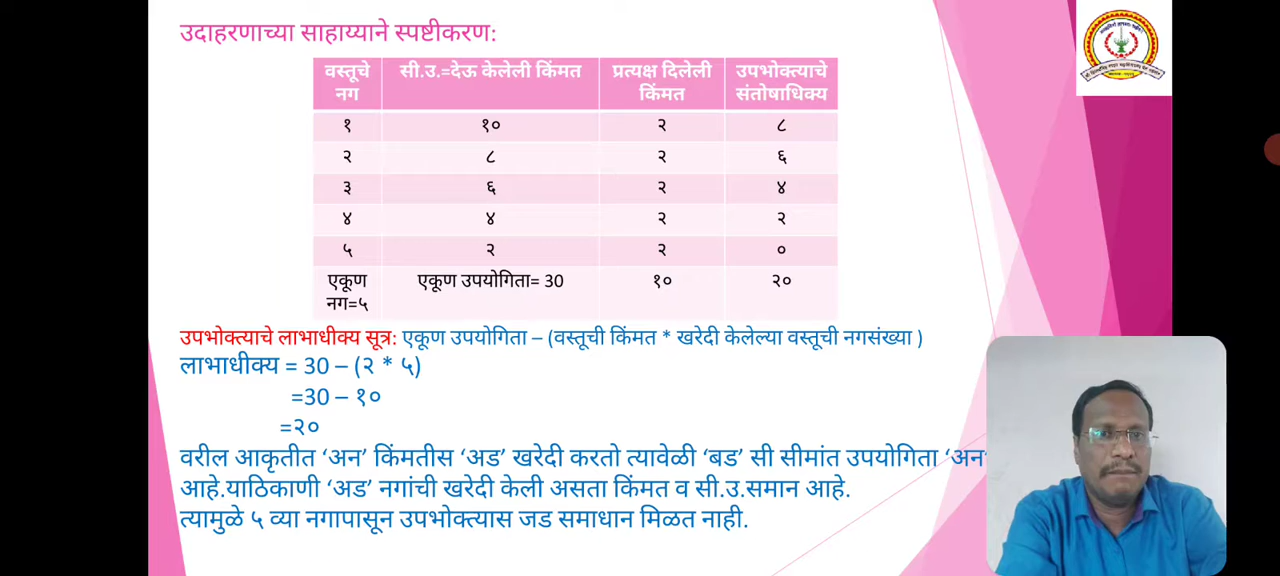 उदाहरणाच्या साहाय्याने स्पष्टीकरण:
वस्तूचे नग सी.उ.=देऊ केलेली किंमत प्रत्यक्ष दिलेली किंमत उपभोक्त्याचे संतोषाधिक्य
१ १० २ ८
२ ८ २ ६
३ ६ २ ४
४ ४ २ २
५ २ २ ०
एकूण नग=५ एकूण उपयोगिता= 30 १० २०
उपभोक्त्याचे लाभाधीक्य सूत्र: एकूण उपयोगिता – (वस्तूची किंमत * खरेदी केलेल्या वस्तूची नगसंख्या )
लाभाधीक्य = 30 – (२ * ५)
=30 – १०
=२०
वरील आकृतीत ‘अन’ किंमतीस ‘अड’ खरेदी करतो त्यावेळी ‘बड’ सी सीमांत उपयोगिता ‘अन’
आहे.याठिकाणी ‘अड’ नगांची खरेदी केली असता किंमत व सी.उ.समान आहे.
त्यामुळे ५ व्या नगापासून उपभोक्त्यास जड समाधान मिळत नाही.